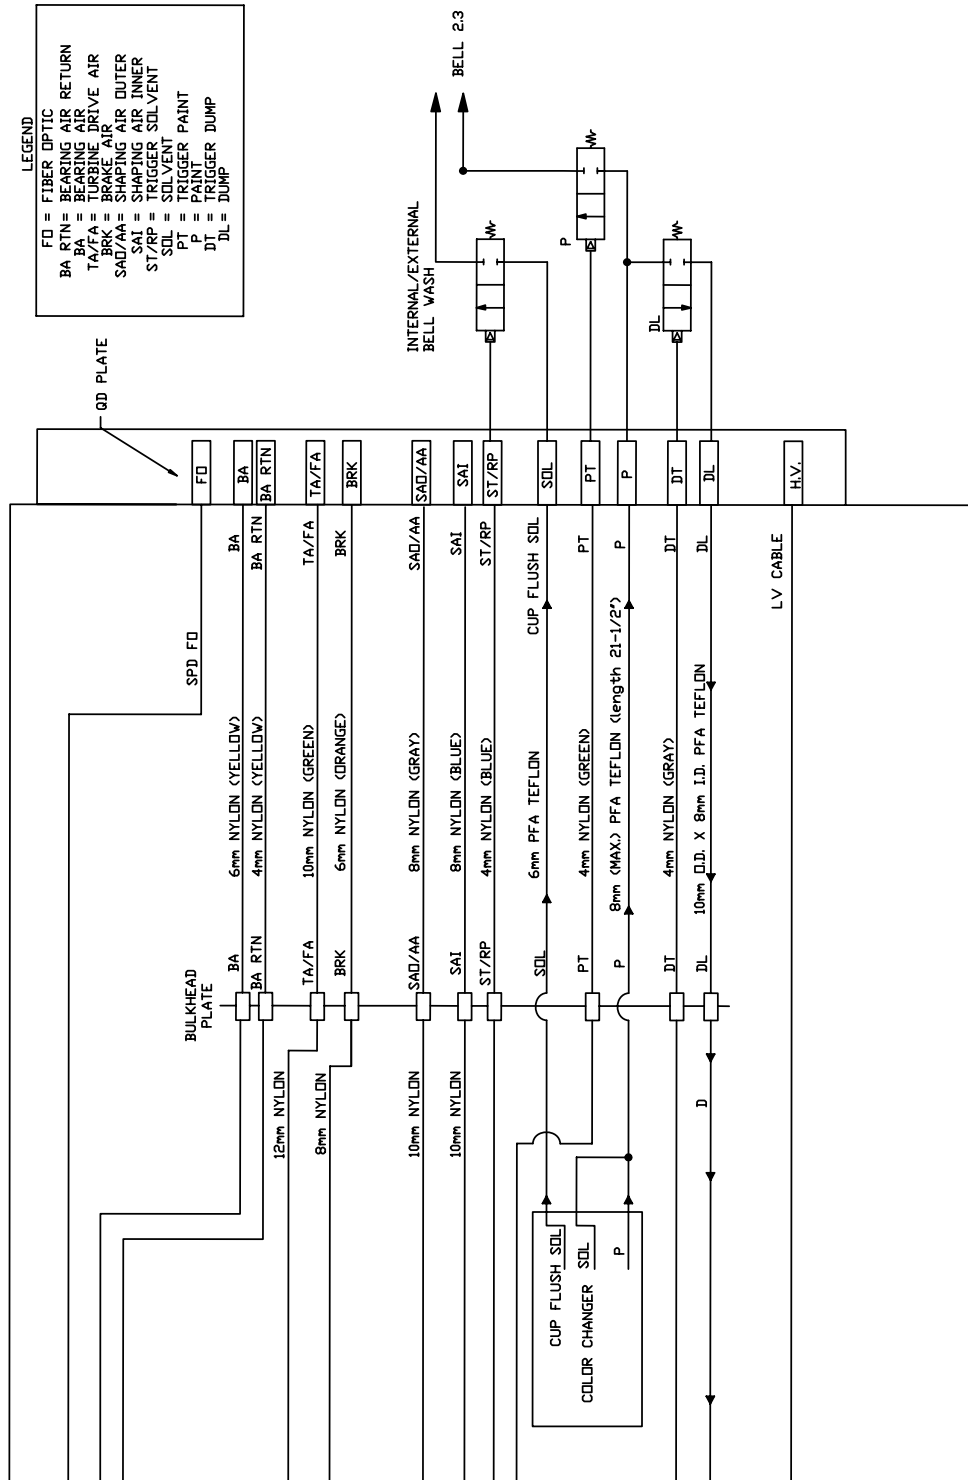 LEGEND
FO = FIBER OPTIC
BA RTN = BEARING AIR RETURN
BA = BEARING AIR
TA/FA = TURBINE DRIVE AIR
BRK = BRAKE AIR
SAO/AA = SHAPING AIR OUTER
SAI = SHAPING AIR INNER
ST/RP = TRIGGER SOLVENT
SOL = SOLVENT
PT = TRIGGER PAINT
P = PAINT
DT = TRIGGER DUMP
DL = DUMP
BELL 2.3
INTERNAL/EXTERNAL
BELL WASH
P
DL
QD PLATE
FO
BA
BA RTN
TA/FA
BRK
SAO/AA
SAI
ST/RP
SOL
PT
P
DT
DL
H.V.
BA
BA RTN
TA/FA
BRK
SAO/AA
SAI
ST/RP
CUP FLUSH SOL
PT
P
DT
DL
LV CABLE
SPD FO
6mm NYLON (YELLOW)
4mm NYLON (YELLOW)
10mm NYLON (GREEN)
6mm NYLON (ORANGE)
8mm NYLON (GRAY)
8mm NYLON (BLUE)
4mm NYLON (BLUE)
6mm PFA TEFLON
4mm NYLON (GREEN)
8mm (MAX.) PFA TEFLON (length 21-1/2")
4mm NYLON (GRAY)
10mm O.D. X 8mm I.D. PFA TEFLON
BA
BA RTN
TA/FA
BRK
SAO/AA
SAI
ST/RP
SOL
PT
P
DT
DL
BULKHEAD
PLATE
12mm NYLON
8mm NYLON
10mm NYLON
10mm NYLON
D
CUP FLUSH SOL
COLOR CHANGER SOL
P